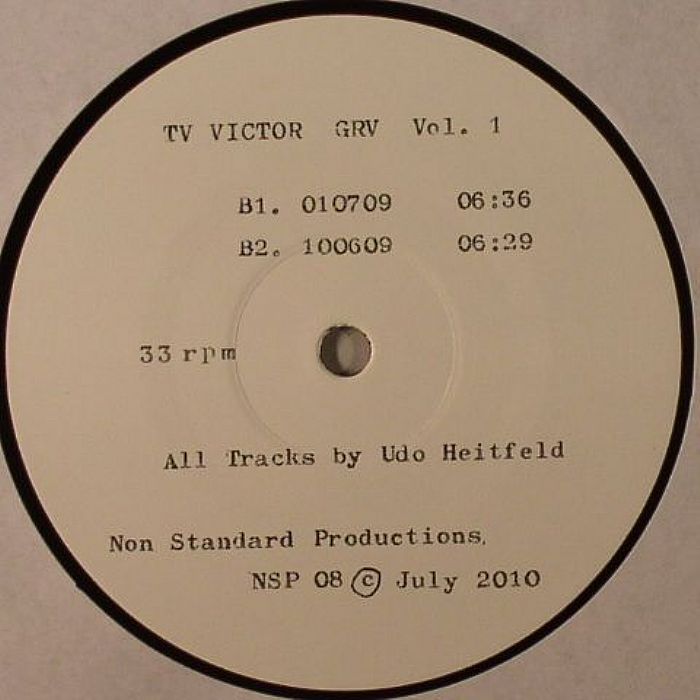 TV VICTOR GRV Vol. 1
B1. 010709 06:36
B2. 100609 06:29
33 rpm
All Tracks by Udo Heitfeld
Non Standard Productions.
NSP 08 © July 2010